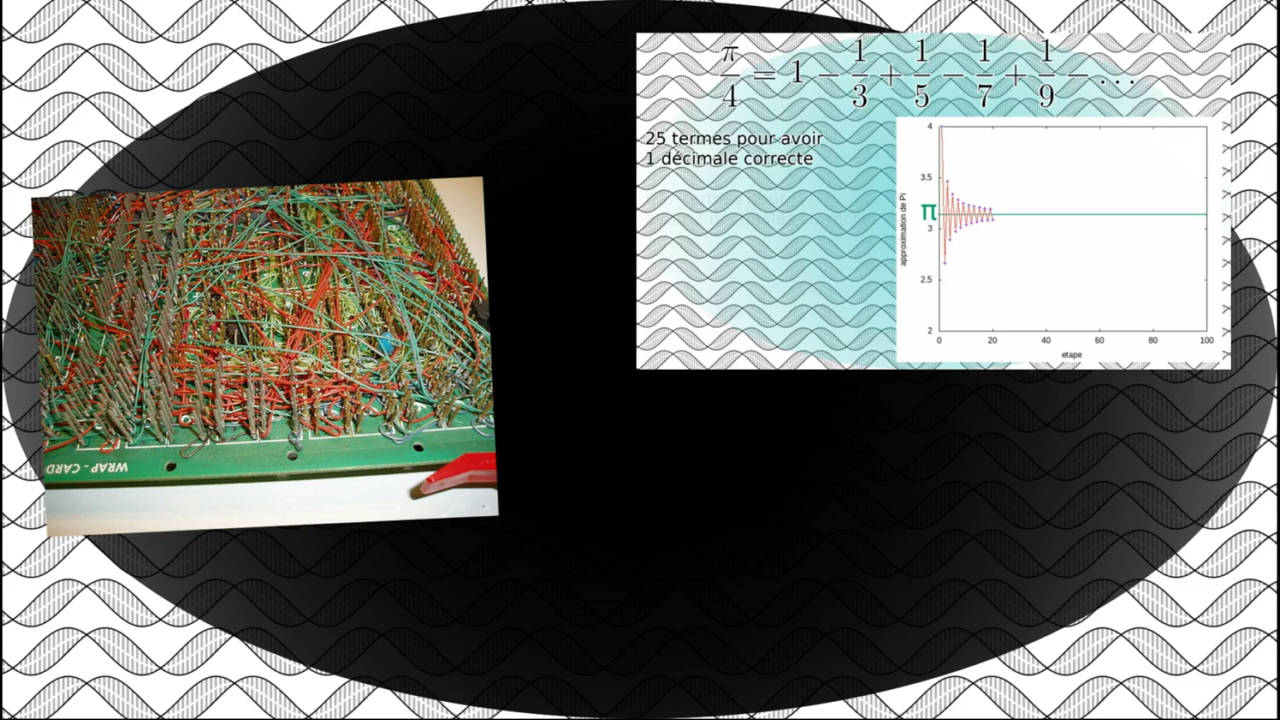 π/4 = 1 − 1/3 + 1/5 − 1/7 + 1/9 − …
25 termes pour avoir
1 décimale correcte
4
3.5
π
3
2.5
2
approximation de Pi
0 20 40 60 80 100
etape
WRAP-CARD